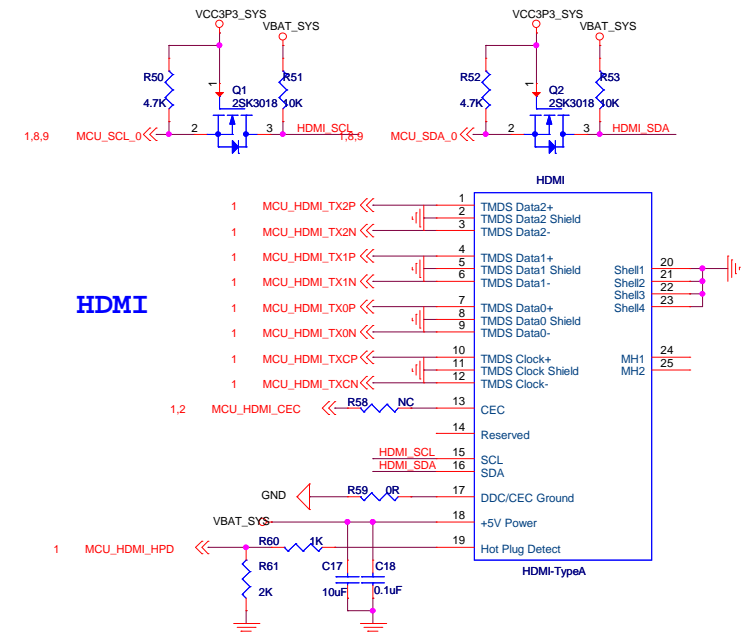 VCC3P3_SYS
VBAT_SYS
VCC3P3_SYS
VBAT_SYS
R50
4.7K
1
Q1
2SK3018
R51
10K
R52
4.7K
1
Q2
2SK3018
R53
10K
1,8,9 MCU_SCL_0 2 3 HDMI_SCL
1,8,9 MCU_SDA_0 2 3 HDMI_SDA
HDMI
HDMI
1 MCU_HDMI_TX2P 1 TMDS Data2+
2 TMDS Data2 Shield
1 MCU_HDMI_TX2N 3 TMDS Data2-
1 MCU_HDMI_TX1P 4 TMDS Data1+
5 TMDS Data1 Shield
1 MCU_HDMI_TX1N 6 TMDS Data1-
1 MCU_HDMI_TX0P 7 TMDS Data0+
8 TMDS Data0 Shield
1 MCU_HDMI_TX0N 9 TMDS Data0-
1 MCU_HDMI_TXCP 10 TMDS Clock+
11 TMDS Clock Shield
1 MCU_HDMI_TXCN 12 TMDS Clock-
1,2 MCU_HDMI_CEC R58 NC 13 CEC
14 Reserved
HDMI_SCL 15 SCL
HDMI_SDA 16 SDA
GND R59 0R 17 DDC/CEC Ground
VBAT_SYS 18 +5V Power
1 MCU_HDMI_HPD R60 1K 19 Hot Plug Detect
Shell1 20
Shell2 21
Shell3 22
Shell4 23
MH1 24
MH2 25
R61
2K
C17
10uF
C18
0.1uF
HDMI-TypeA